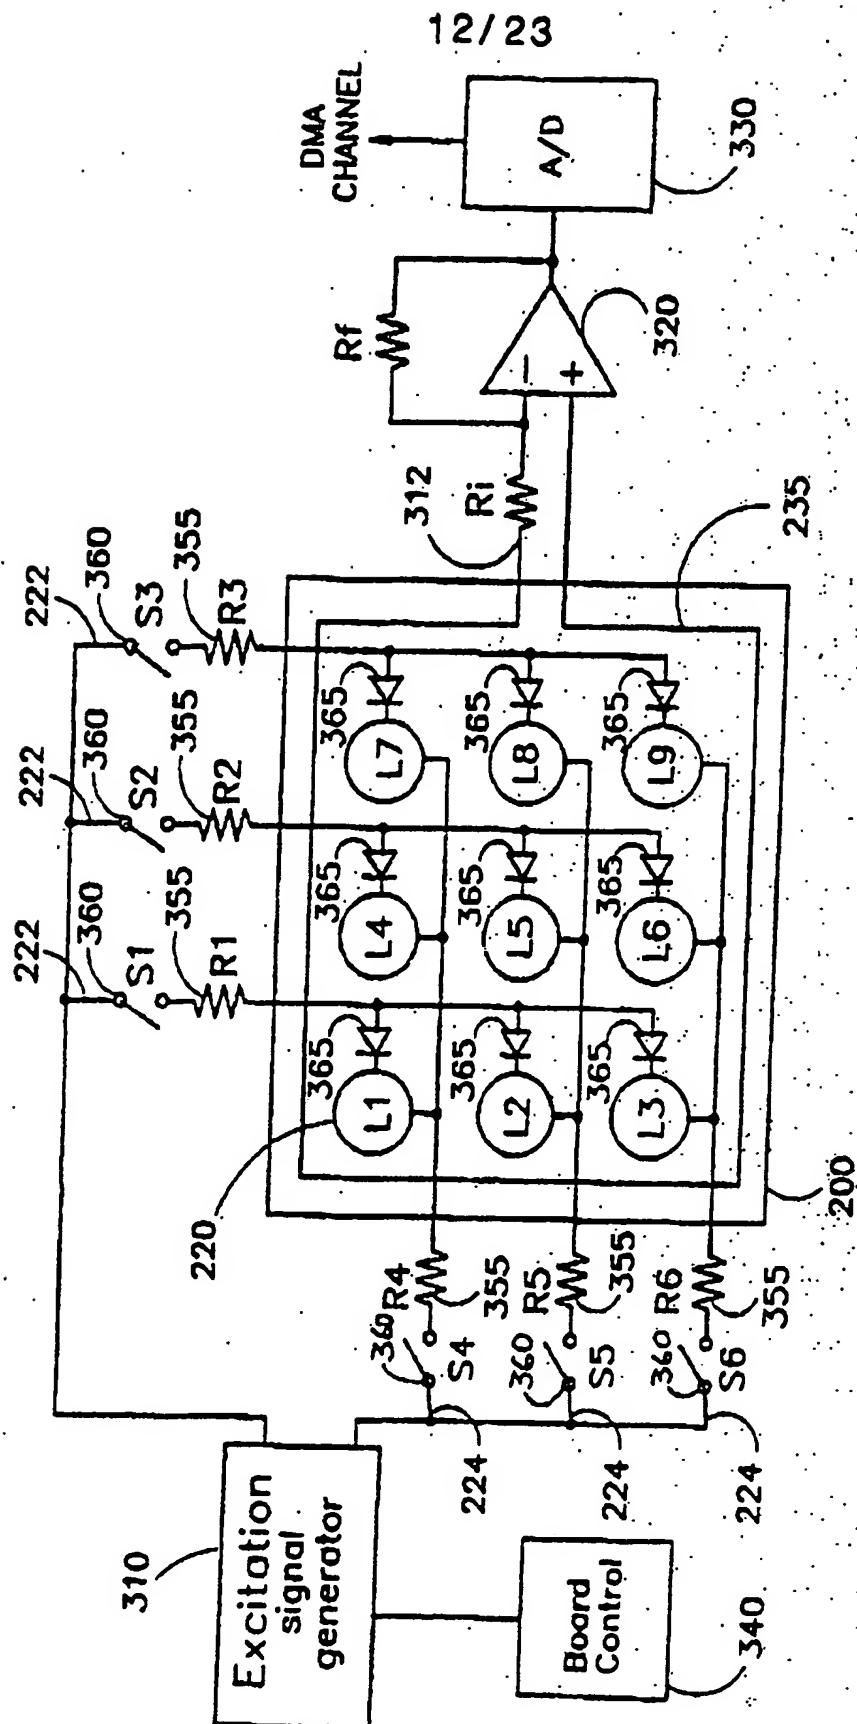 12/23
DMA
CHANNEL
A/D
330
Rf
320
312
Ri
235
222
360
S3
355
R3
222
360
S2
355
R2
222
360
S1
355
R1
365
L7
365
L8
365
L9
365
L4
365
L5
365
L6
365
L1
365
L2
365
L3
−
+
220
200
R4
355
360
S4
224
R5
355
360
S5
224
R6
355
360
S6
224
310
Excitation
signal
generator
Board
Control
340